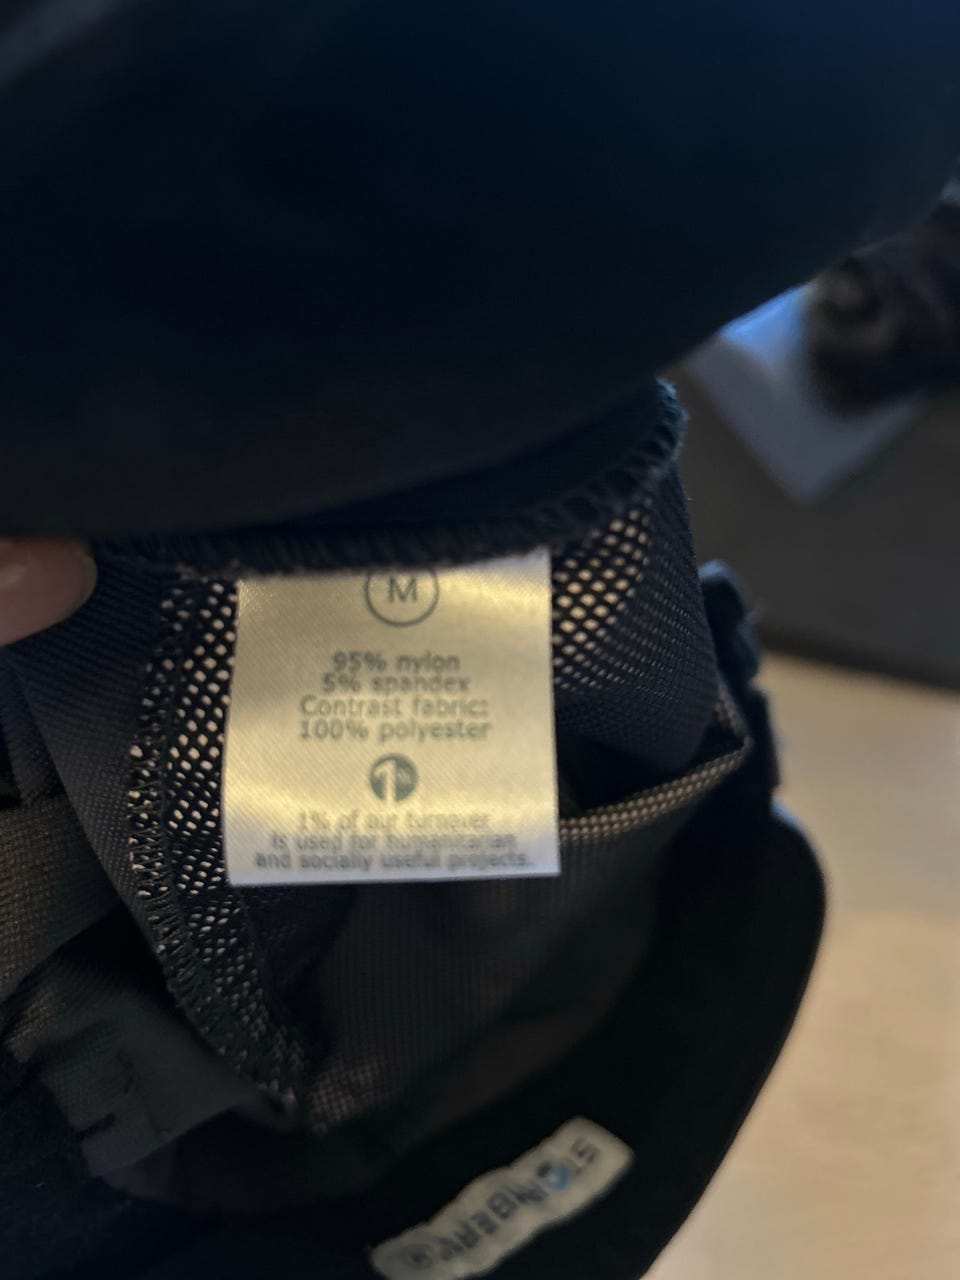 M
95% nylon
5% spandex
Contrast fabric:
100% polyester
1%
1% of our turnover
is used for humanitarian
and socially useful projects.
STORMBERG